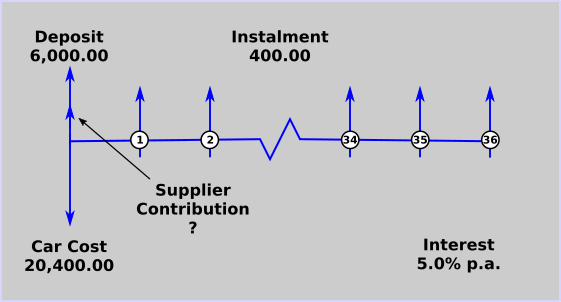 Deposit
6,000.00
Instalment
400.00
1
2
34
35
36
Supplier
Contribution
?
Car Cost
20,400.00
Interest
5.0% p.a.